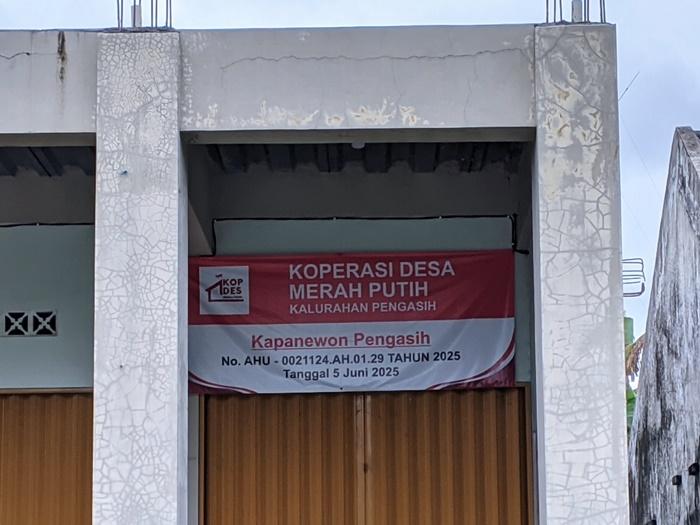 KOP
DES
KOPERASI DESA
MERAH PUTIH
KALURAHAN PENGASIH
Kapanewon Pengasih
No. AHU - 0021124.AH.01.29 TAHUN 2025
Tanggal 5 Juni 2025